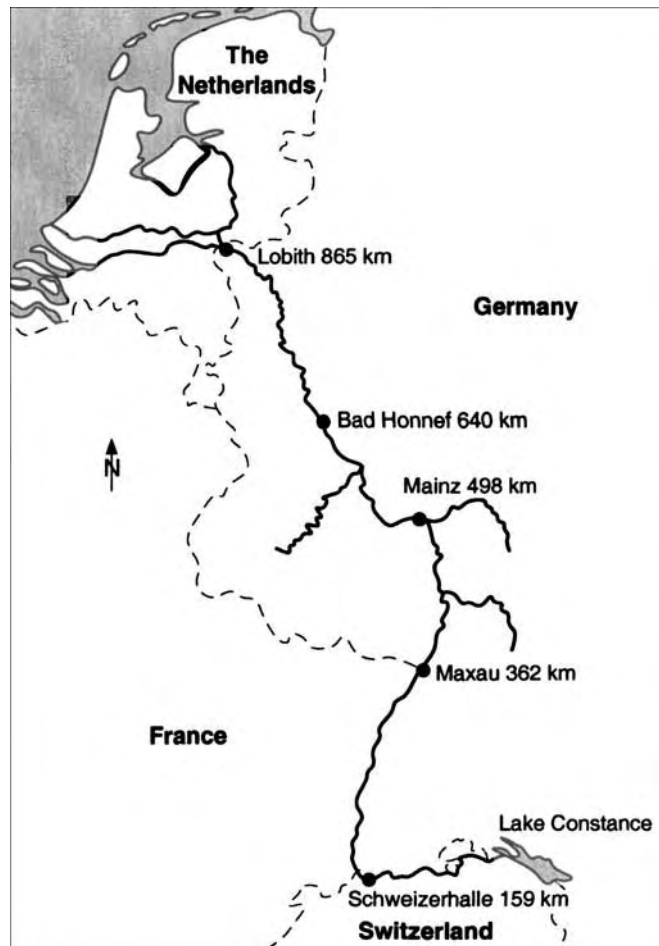 The
Netherlands
Lobith 865 km
Germany
Bad Honnef 640 km
N
Mainz 498 km
Maxau 362 km
France
Lake Constance
Schweizerhalle 159 km
Switzerland